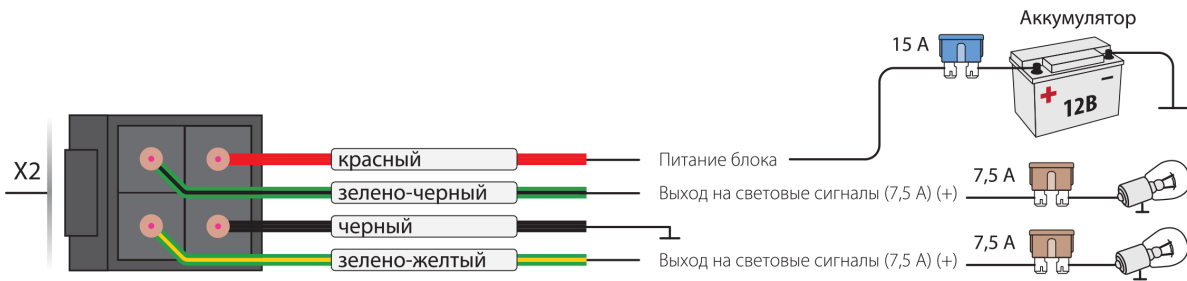 Аккумулятор
15 А
12В
X2
красный
Питание блока
зелено-черный
Выход на световые сигналы (7,5 А) (+)
7,5 А
черный
зелено-желтый
Выход на световые сигналы (7,5 А) (+)
7,5 А